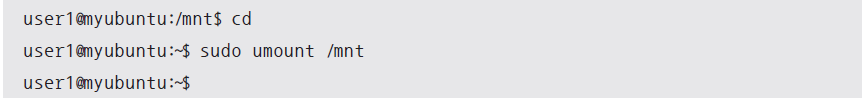 user1@myubuntu:/mnt$ cd
user1@myubuntu:~$ sudo umount /mnt
user1@myubuntu:~$